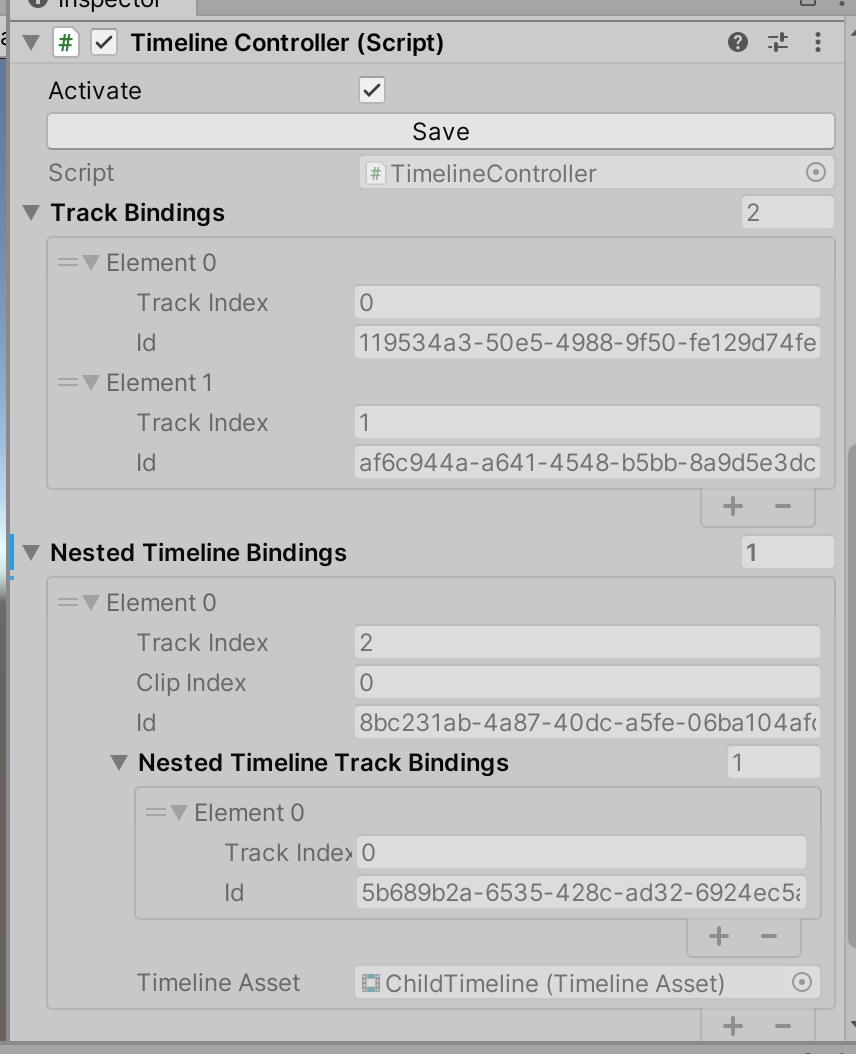 Inspector
# Timeline Controller (Script)
Activate
Save
Script # TimelineController
Track Bindings 2
Element 0
Track Index 0
Id 119534a3-50e5-4988-9f50-fe129d74fe
Element 1
Track Index 1
Id af6c944a-a641-4548-b5bb-8a9d5e3dc
Nested Timeline Bindings 1
Element 0
Track Index 2
Clip Index 0
Id 8bc231ab-4a87-40dc-a5fe-06ba104af
Nested Timeline Track Bindings 1
Element 0
Track Index 0
Id 5b689b2a-6535-428c-ad32-6924ec5a
Timeline Asset ChildTimeline (Timeline Asset)